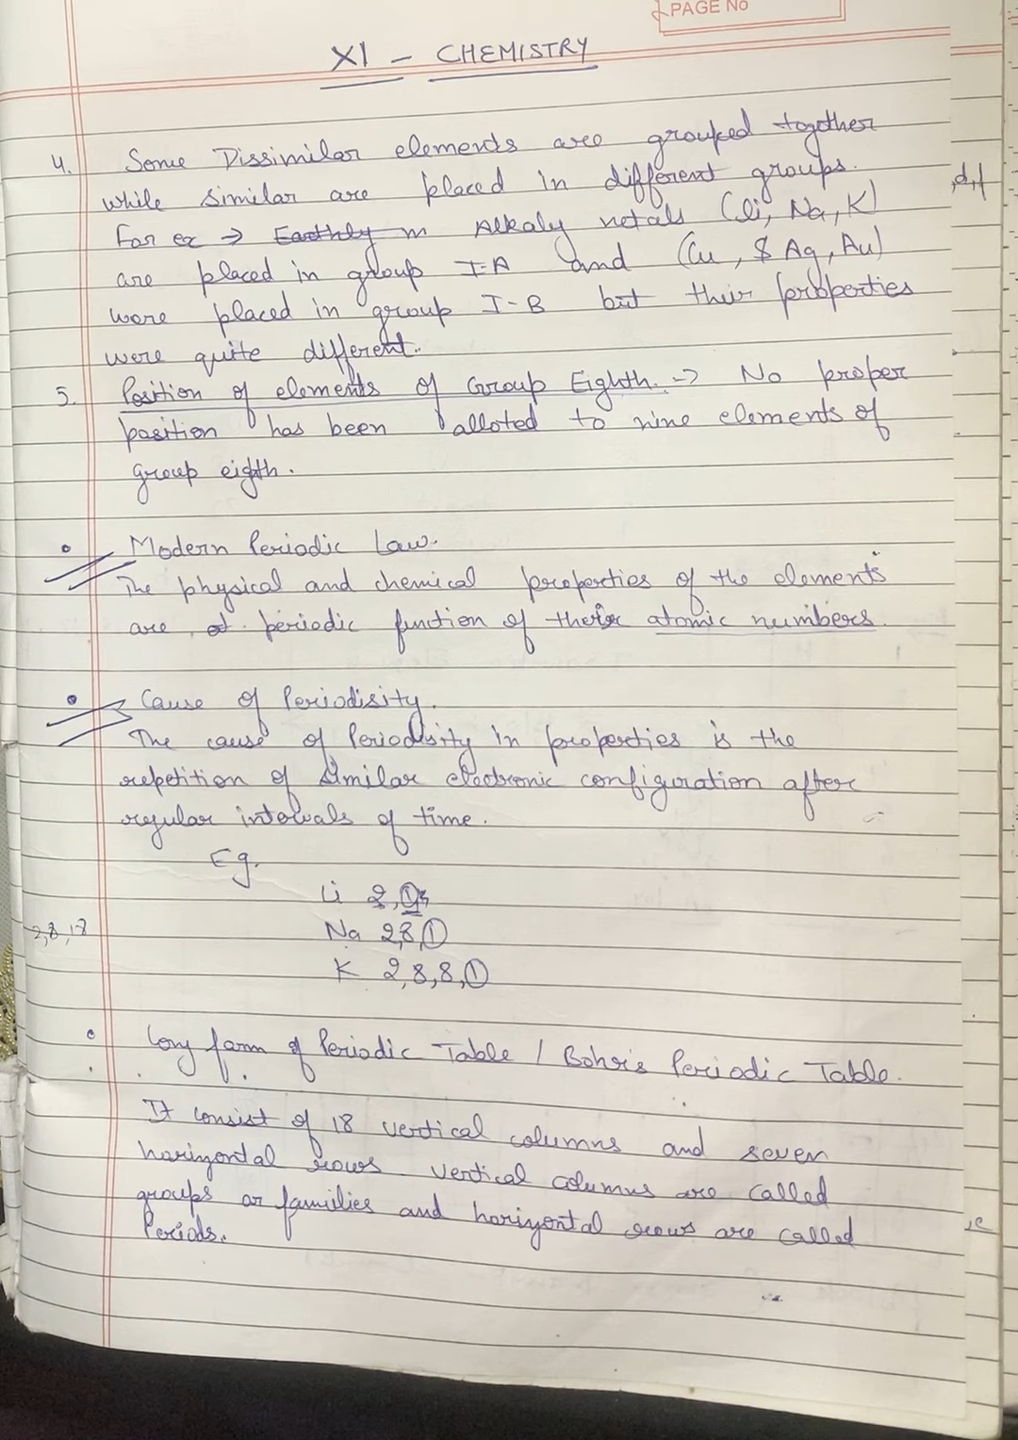 PAGE No
XI - CHEMISTRY
4. Some Dissimilar elements are grouped together
while similar are placed in different groups.
,d,f
For ex → Earthly m Alkaly netals (li, Na, K)
are placed in group I-A and (Cu, $ Ag, Au)
were placed in group I-B but their properties
were quite different.
5. Position of elements of Group Eighth. → No proper
position has been alloted to nine elements of
group eighth.
Modern Periodic Law.
The physical and chemical properties of the elements
are periodic function of their atomic numbers.
Cause of Periodisity.
The cause of Periodisity in properties is the
repetition of similar electronic configuration after
regular intervals of time.
Eg.
Li 2,1
2,8,18
Na 2,8,1
K 2,8,8,1
Long form of Periodic Table / Bohr's Periodic Table.
It consist of 18 vertical columns and seven
horizontal rows vertical columns are called
groups or families and horizontal rows are called
Periods.